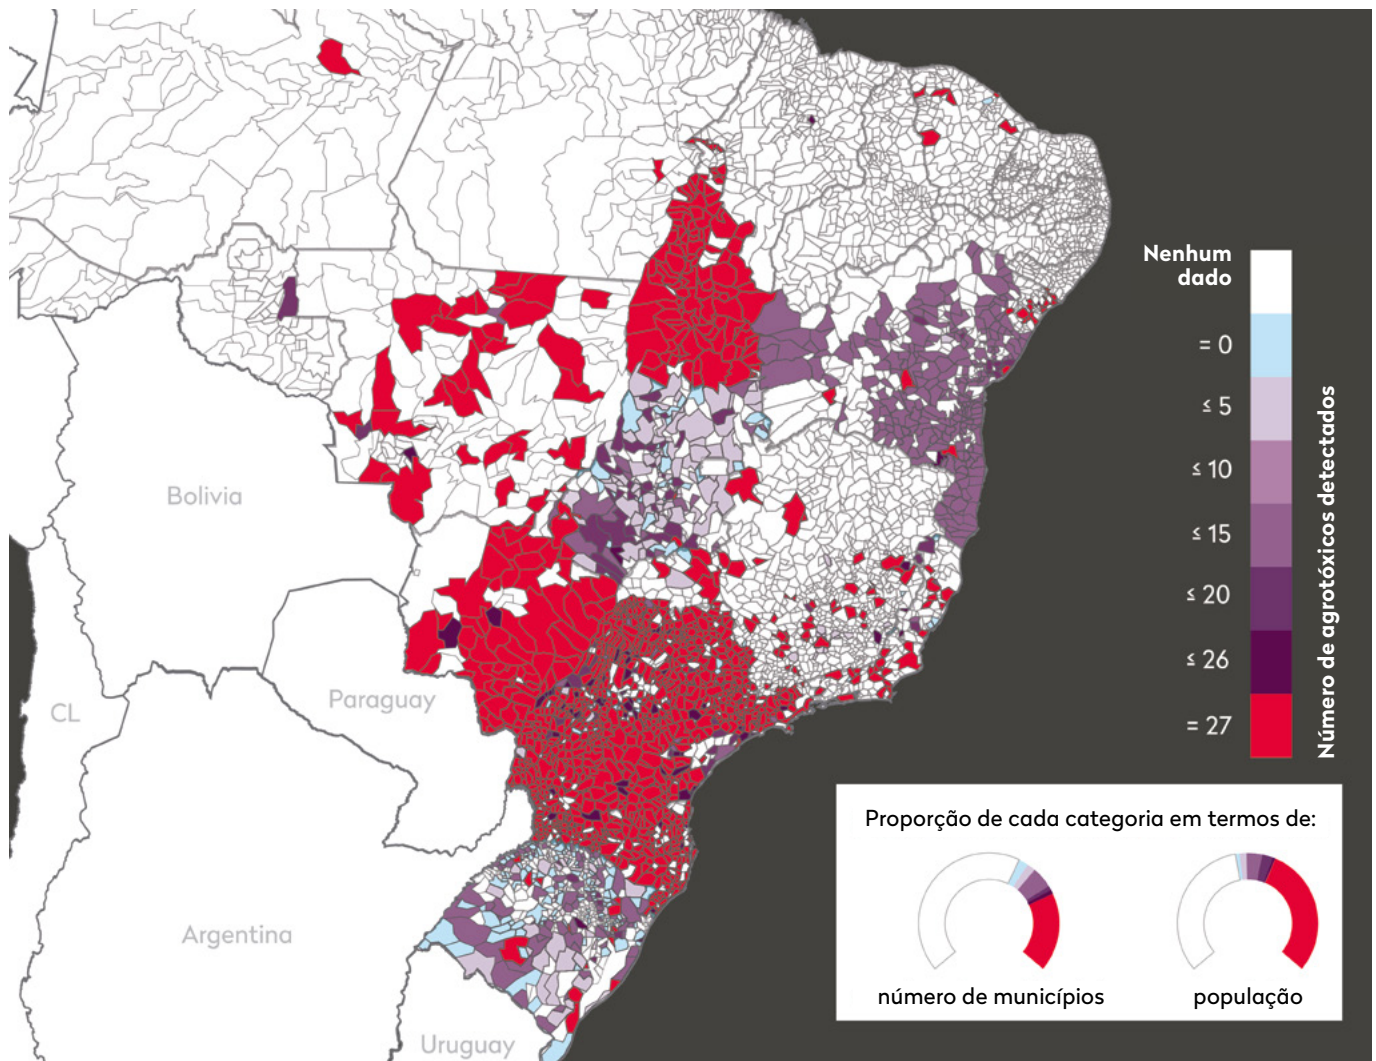 Nenhum
dado
= 0
≤ 5
≤ 10
≤ 15
≤ 20
≤ 26
= 27
Número de agrotóxicos detectados
Bolivia
Paraguay
CL
Argentina
Uruguay
Proporção de cada categoria em termos de:
número de municípios
população